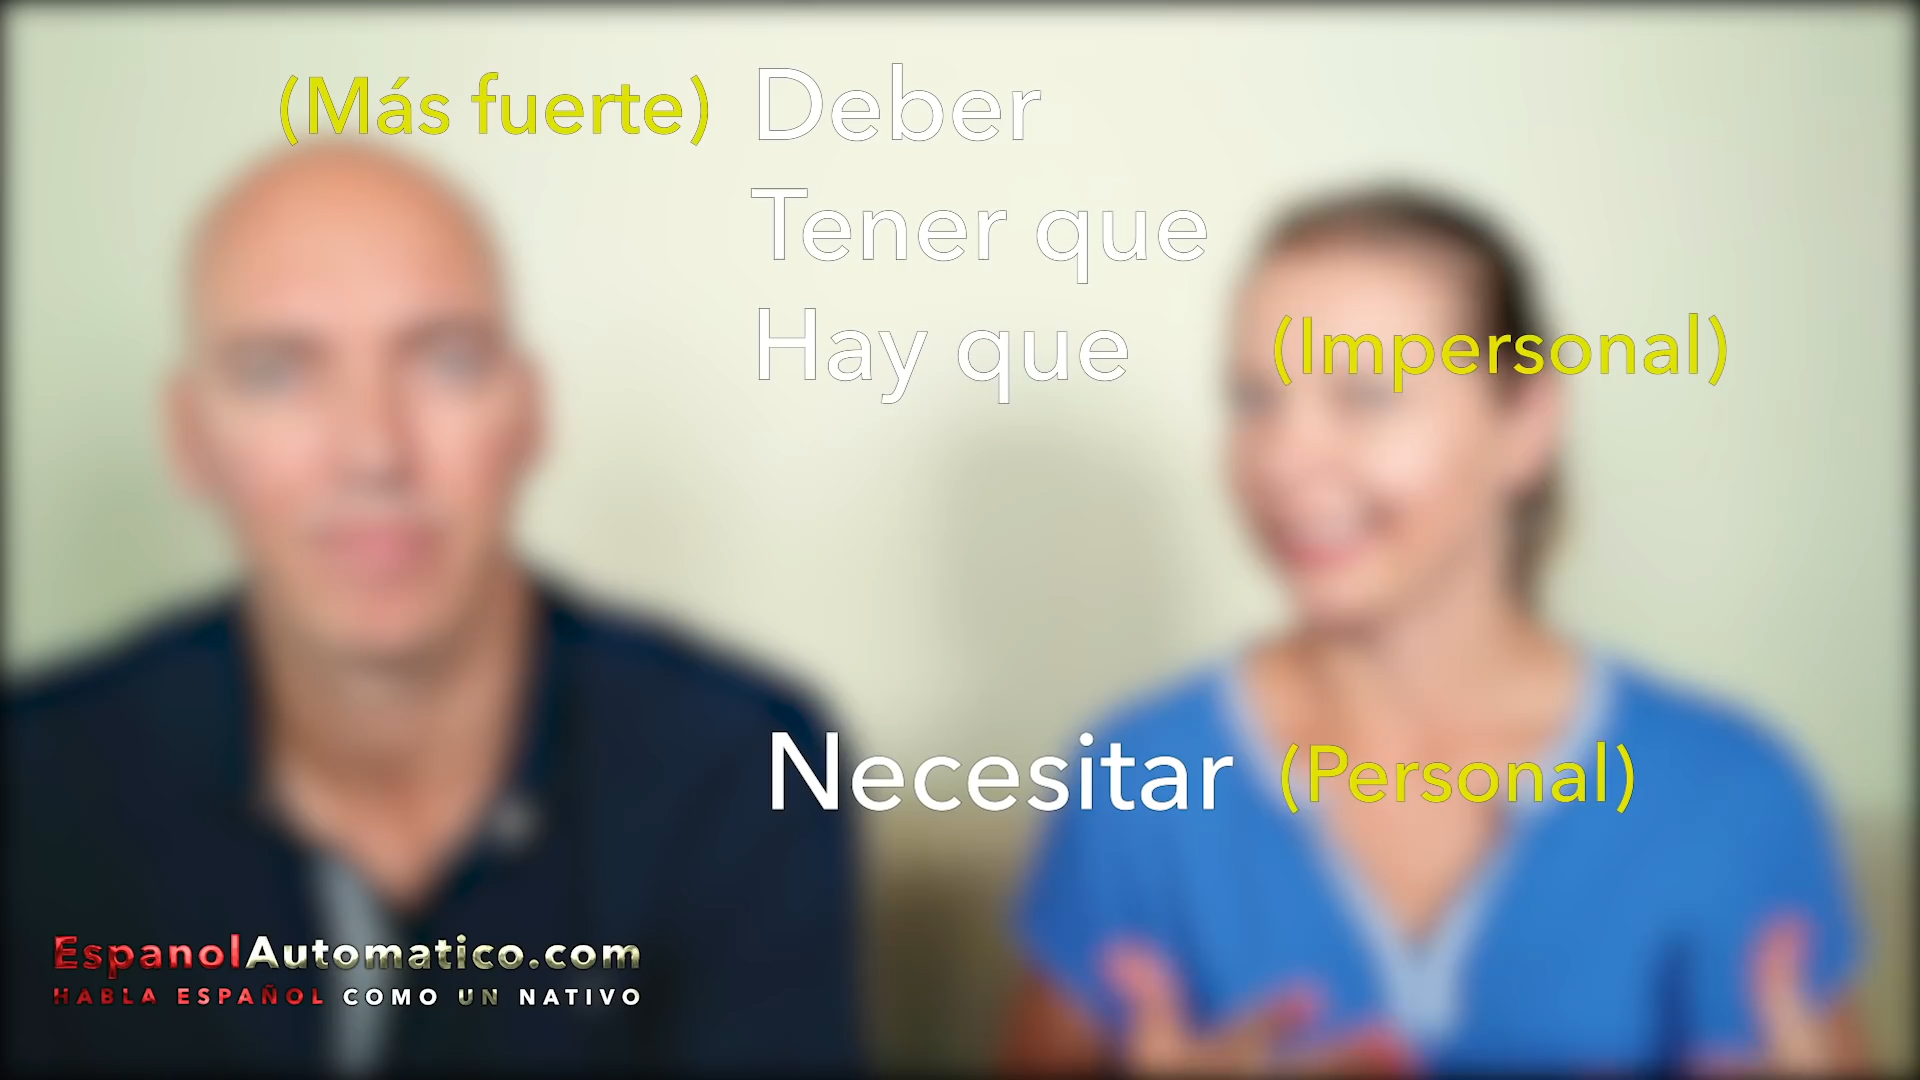 (Más fuerte) Deber
Tener que
Hay que (Impersonal)
Necesitar (Personal)
EspanolAutomatico.com
HABLA ESPAÑOL COMO UN NATIVO